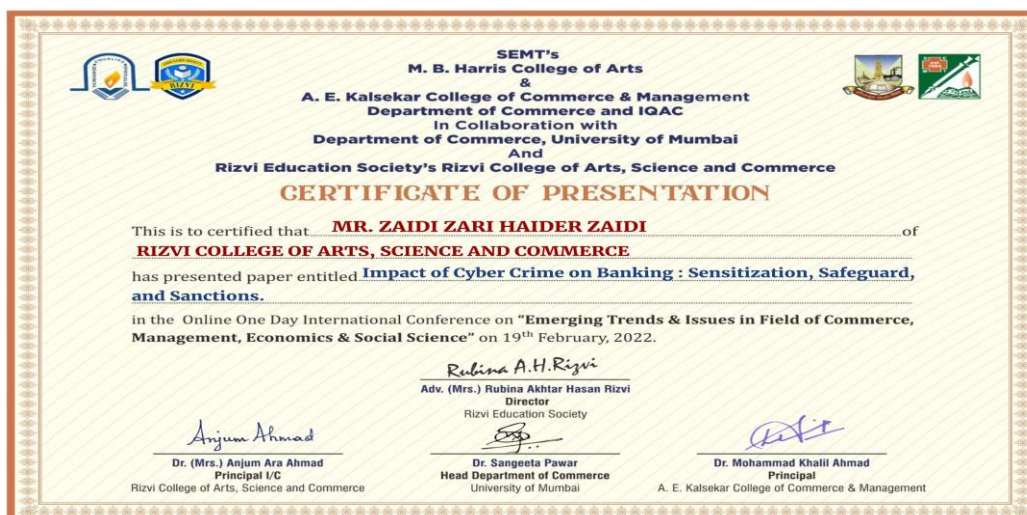 SEMT's
M. B. Harris College of Arts
&
A. E. Kalsekar College of Commerce & Management
Department of Commerce and IQAC
In Collaboration with
Department of Commerce, University of Mumbai
And
Rizvi Education Society's Rizvi College of Arts, Science and Commerce
RIZVI
CERTIFICATE OF PRESENTATION
This is to certified that MR. ZAIDI ZARI HAIDER ZAIDI of
RIZVI COLLEGE OF ARTS, SCIENCE AND COMMERCE
has presented paper entitled Impact of Cyber Crime on Banking : Sensitization, Safeguard,
and Sanctions.
in the Online One Day International Conference on "Emerging Trends & Issues in Field of Commerce,
Management, Economics & Social Science" on 19th February, 2022.
Rubina A.H.Rizvi
Adv. (Mrs.) Rubina Akhtar Hasan Rizvi
Director
Rizvi Education Society
Anjum Ahmad
Dr. (Mrs.) Anjum Ara Ahmad
Principal I/C
Rizvi College of Arts, Science and Commerce
Dr. Sangeeta Pawar
Head Department of Commerce
University of Mumbai
Dr. Mohammad Khalil Ahmad
Principal
A. E. Kalsekar College of Commerce & Management